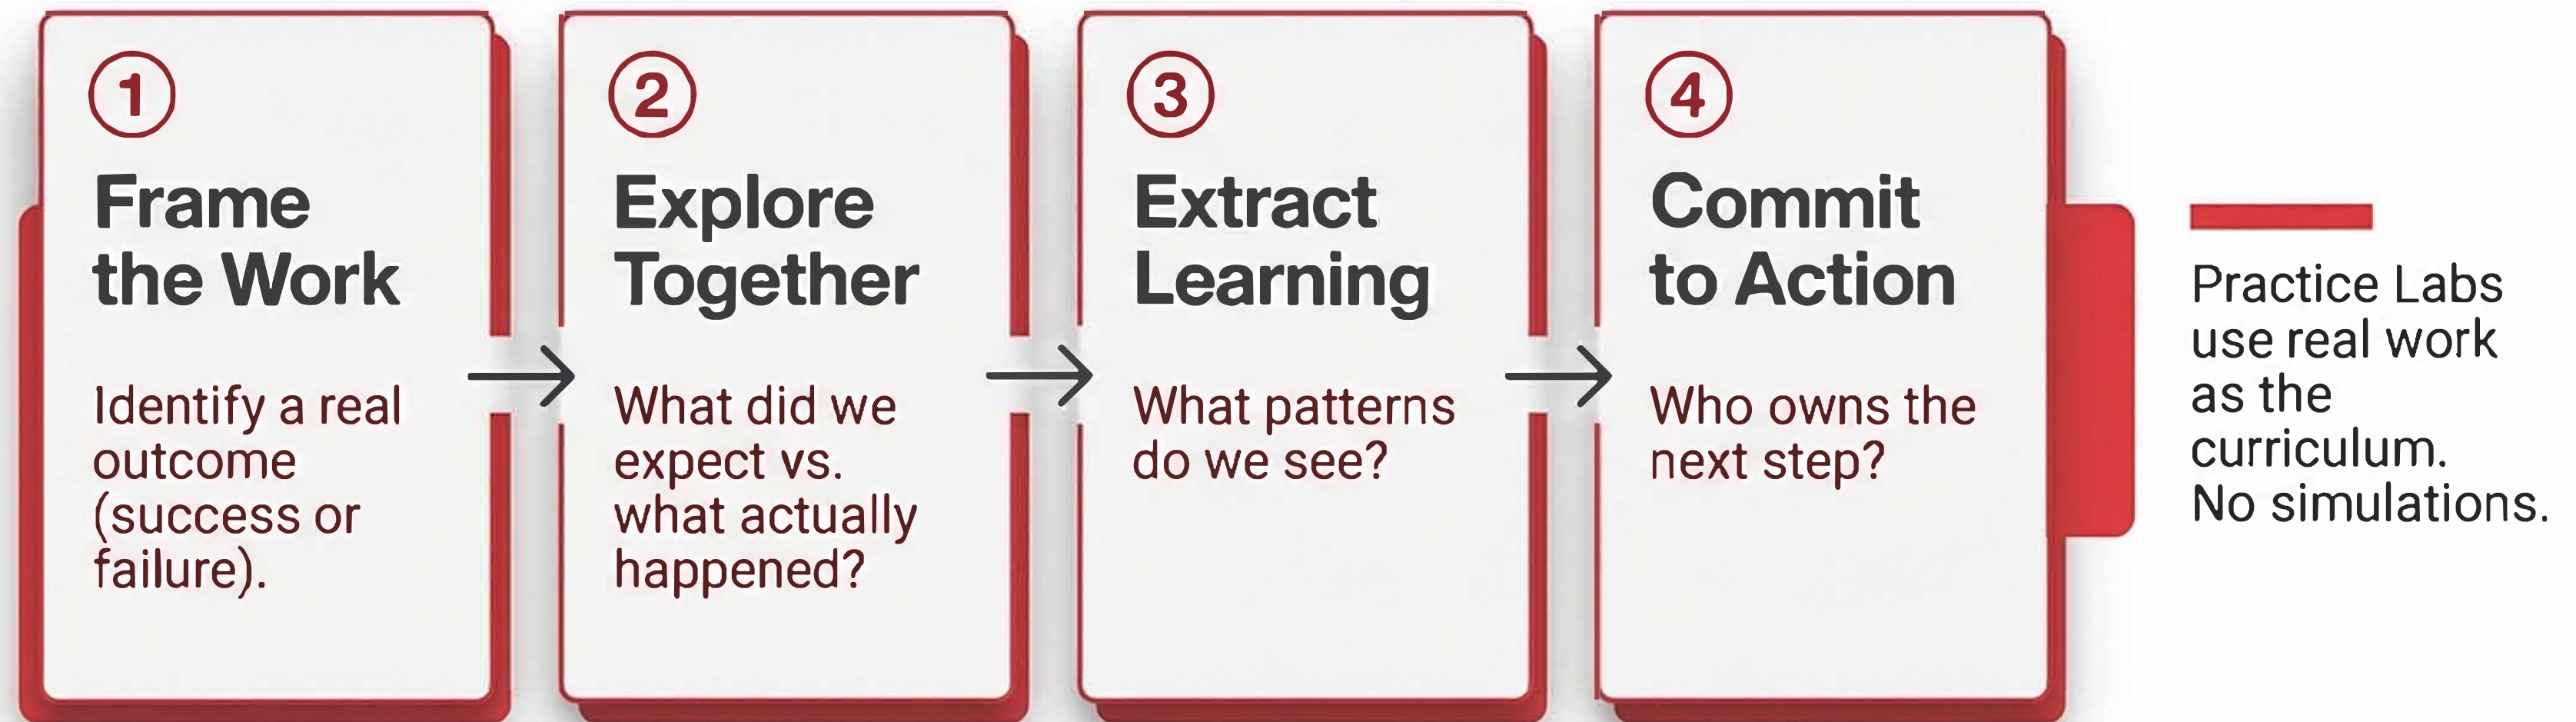 1
Frame
the Work
Identify a real
outcome
(success or
failure).
2
Explore
Together
What did we
expect vs.
what actually
happened?
3
Extract
Learning
What patterns
do we see?
4
Commit
to Action
Who owns the
next step?
Practice Labs
use real work
as the
curriculum.
No simulations.